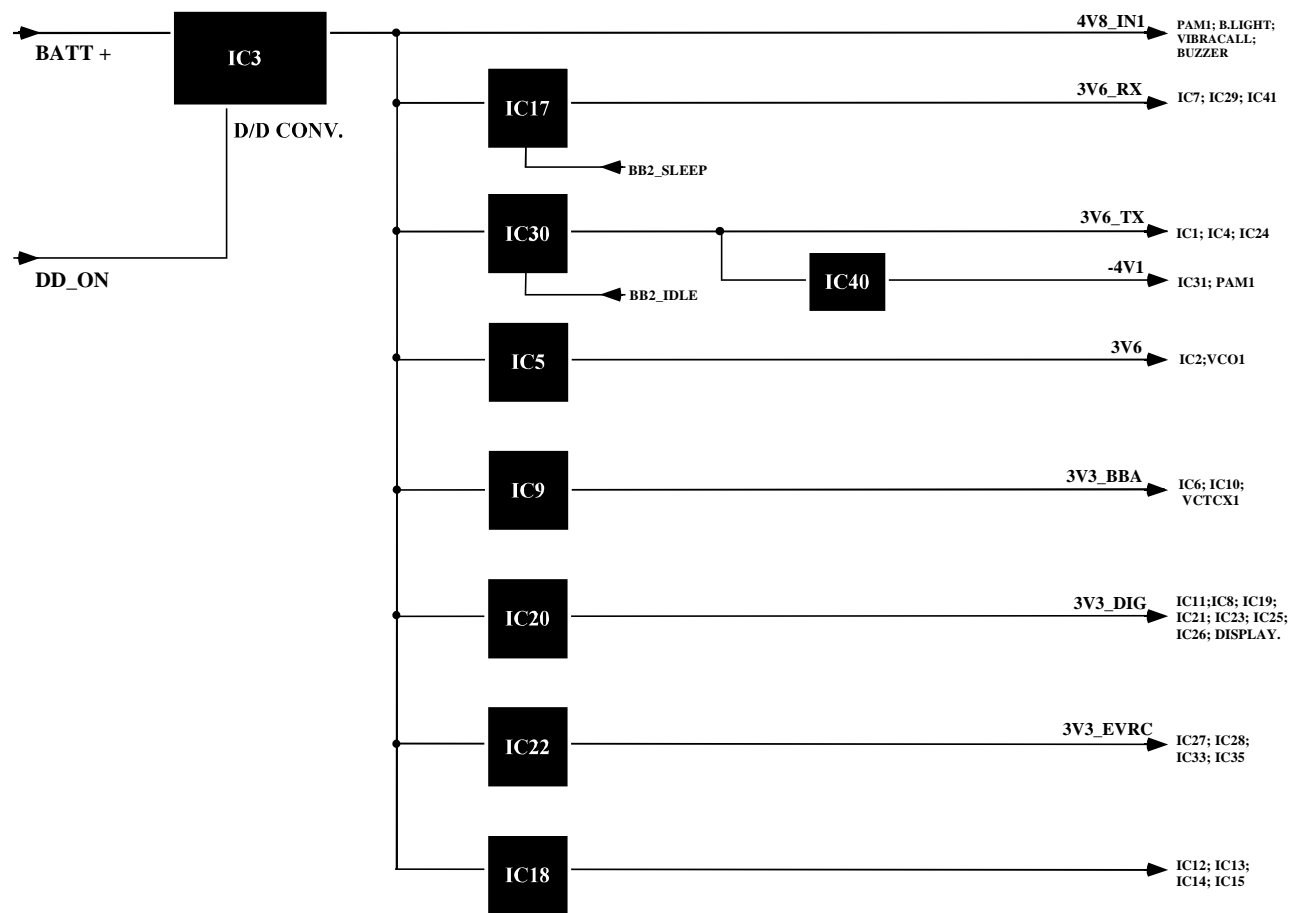 BATT +
IC3
D/D CONV.
DD_ON
4V8_IN1
PAM1; B.LIGHT;
VIBRACALL;
BUZZER
IC17
3V6_RX
IC7; IC29; IC41
BB2_SLEEP
IC30
3V6_TX
IC1; IC4; IC24
BB2_IDLE
IC40
-4V1
IC31; PAM1
IC5
3V6
IC2;VCO1
IC9
3V3_BBA
IC6; IC10;
VCTCX1
IC20
3V3_DIG
IC11;IC8; IC19;
IC21; IC23; IC25;
IC26; DISPLAY.
IC22
3V3_EVRC
IC27; IC28;
IC33; IC35
IC18
IC12; IC13;
IC14; IC15